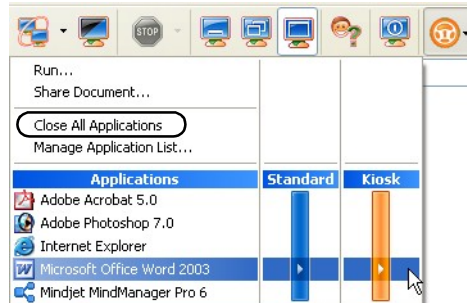 STOP
Run...
Share Document...
Close All Applications
Manage Application List...
Applications Standard Kiosk
Adobe Acrobat 5.0
Adobe Photoshop 7.0
Internet Explorer
Microsoft Office Word 2003
Mindjet MindManager Pro 6